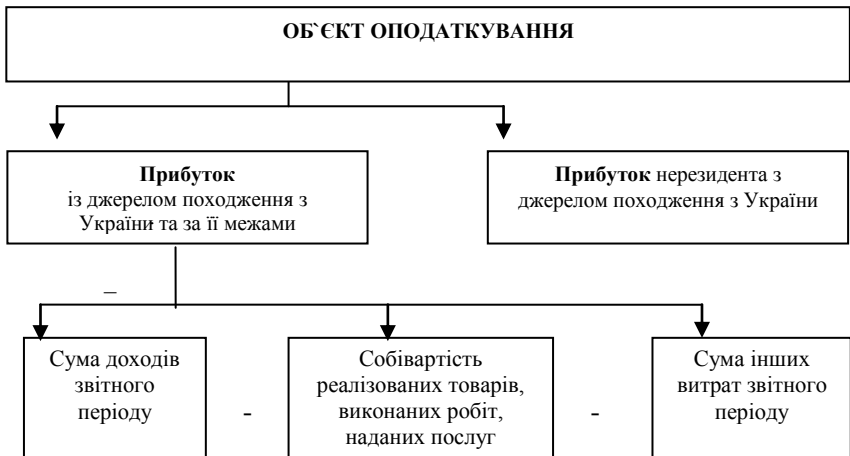 ОБ`ЄКТ ОПОДАТКУВАННЯ
Прибуток
із джерелом походження з
України та за її межами
Прибуток нерезидента з
джерелом походження з України
–
Сума доходів
звітного
періоду
-
Собівартість
реалізованих товарів,
виконаних робіт,
наданих послуг
-
Сума інших
витрат звітного
періоду